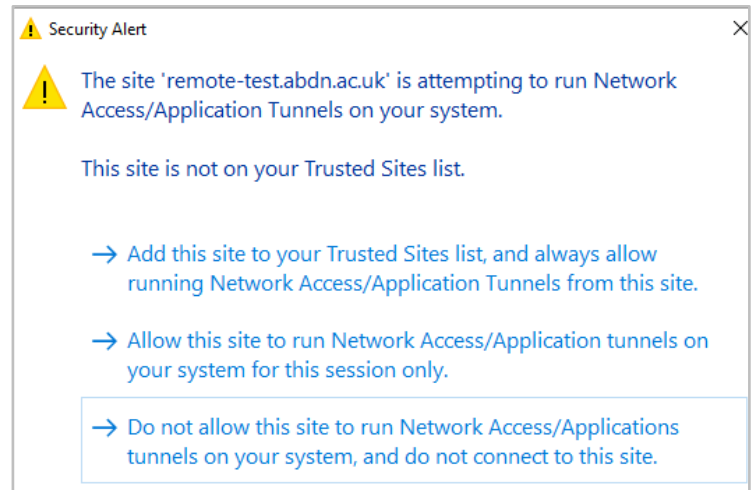 Security Alert
The site 'remote-test.abdn.ac.uk' is attempting to run Network
Access/Application Tunnels on your system.
This site is not on your Trusted Sites list.
→ Add this site to your Trusted Sites list, and always allow
running Network Access/Application Tunnels from this site.
→ Allow this site to run Network Access/Application tunnels on
your system for this session only.
→ Do not allow this site to run Network Access/Applications
tunnels on your system, and do not connect to this site.